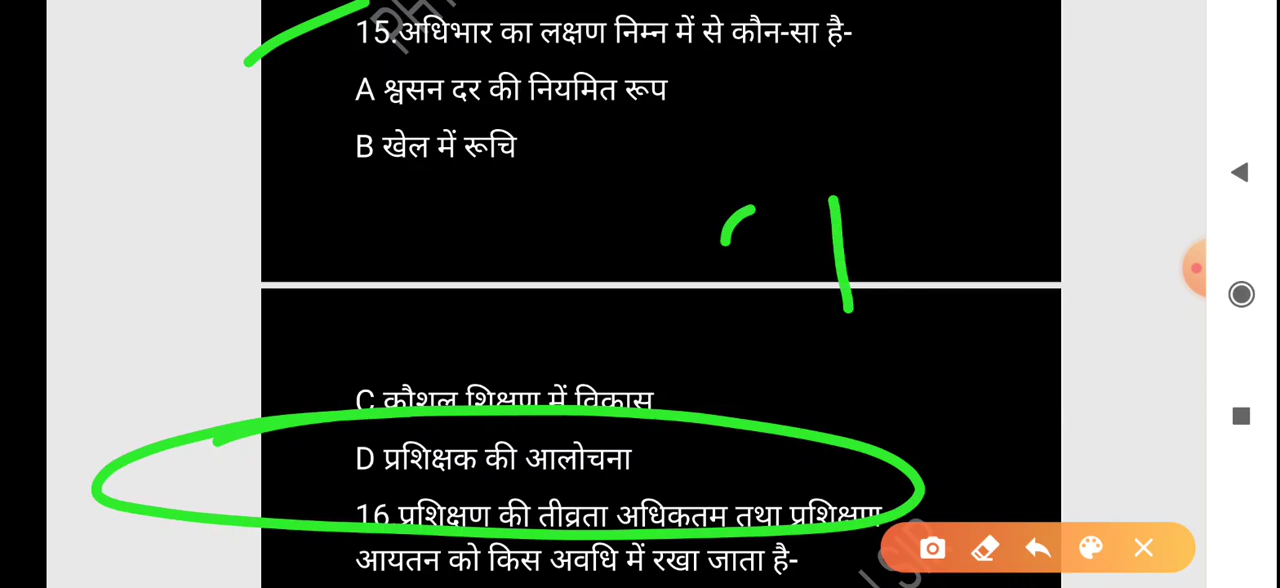 15.अधिभार का लक्षण निम्न में से कौन-सा है-
A श्वसन दर की नियमित रूप
B खेल में रूचि
C कौशल शिक्षण में विकास
D प्रशिक्षक की आलोचना
16 प्रशिक्षण की तीव्रता अधिकतम तथा प्रशिक्षण
आयतन को किस अवधि में रखा जाता है-